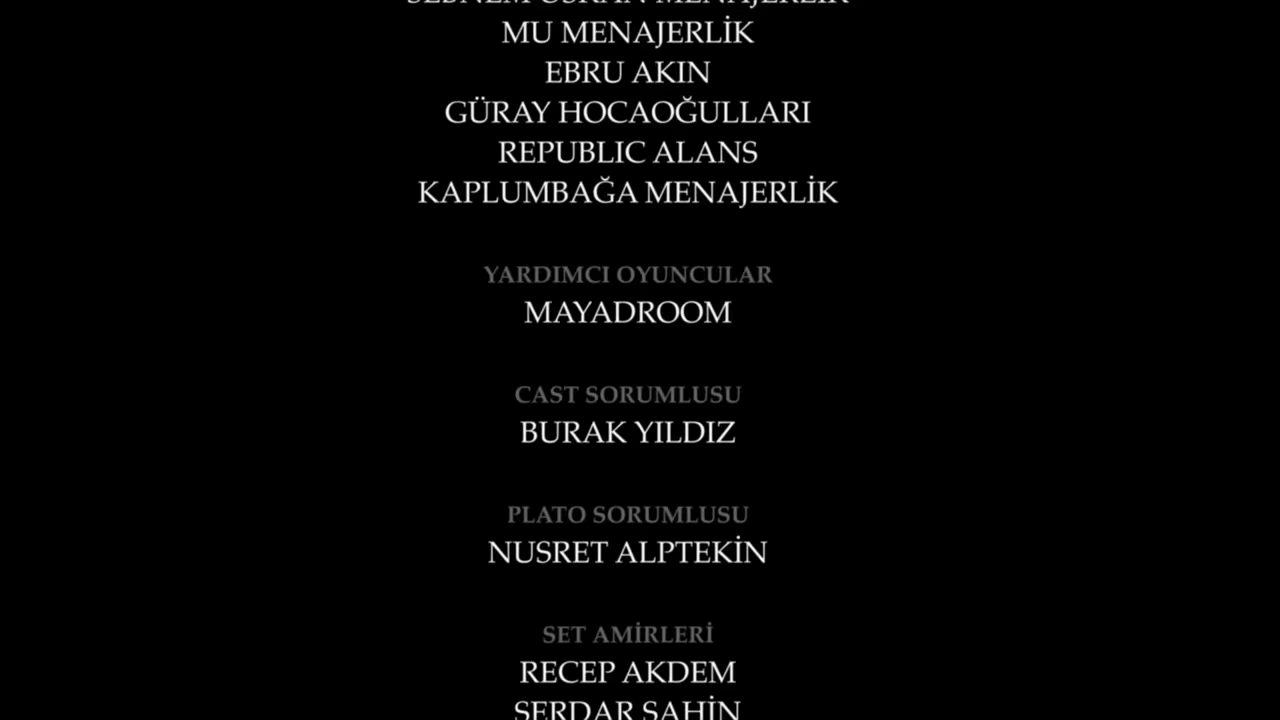 MENAJERLİK
MU MENAJERLİK
EBRU AKIN
GÜRAY HOCAOĞULLARI
REPUBLIC ALANS
KAPLUMBAĞA MENAJERLİK
YARDIMCI OYUNCULAR
MAYADROOM
CAST SORUMLUSU
BURAK YILDIZ
PLATO SORUMLUSU
NUSRET ALPTEKİN
SET AMİRLERİ
RECEP AKDEM
SERDAR ŞAHİN